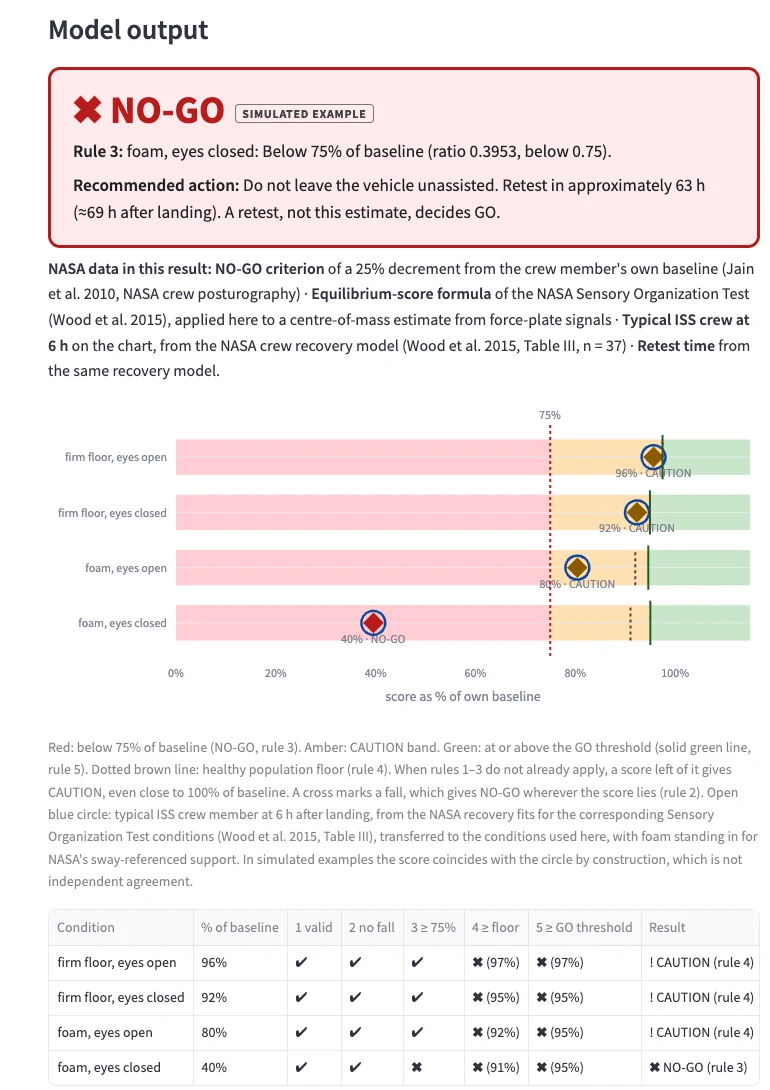 Model output
✖ NO-GO SIMULATED EXAMPLE
Rule 3: foam, eyes closed: Below 75% of baseline (ratio 0.3953, below 0.75).
Recommended action: Do not leave the vehicle unassisted. Retest in approximately 63 h
(≈69 h after landing). A retest, not this estimate, decides GO.
NASA data in this result: NO-GO criterion of a 25% decrement from the crew member's own baseline (Jain
et al. 2010, NASA crew posturography) · Equilibrium-score formula of the NASA Sensory Organization Test
(Wood et al. 2015), applied here to a centre-of-mass estimate from force-plate signals · Typical ISS crew at
6 h on the chart, from the NASA crew recovery model (Wood et al. 2015, Table III, n = 37) · Retest time from
the same recovery model.
75%
firm floor, eyes open
96% · CAUTION
firm floor, eyes closed
92% · CAUTION
foam, eyes open
80% · CAUTION
foam, eyes closed
40% · NO-GO
0% 20% 40% 60% 80% 100%
score as % of own baseline
Red: below 75% of baseline (NO-GO, rule 3). Amber: CAUTION band. Green: at or above the GO threshold (solid green line,
rule 5). Dotted brown line: healthy population floor (rule 4). When rules 1–3 do not already apply, a score left of it gives
CAUTION, even close to 100% of baseline. A cross marks a fall, which gives NO-GO wherever the score lies (rule 2). Open
blue circle: typical ISS crew member at 6 h after landing, from the NASA recovery fits for the corresponding Sensory
Organization Test conditions (Wood et al. 2015, Table III), transferred to the conditions used here, with foam standing in for
NASA's sway-referenced support. In simulated examples the score coincides with the circle by construction, which is not
independent agreement.
Condition % of baseline 1 valid 2 no fall 3 ≥ 75% 4 ≥ floor 5 ≥ GO threshold Result
firm floor, eyes open 96% ✔ ✔ ✔ ✖ (97%) ✖ (97%) ! CAUTION (rule 4)
firm floor, eyes closed 92% ✔ ✔ ✔ ✖ (95%) ✖ (95%) ! CAUTION (rule 4)
foam, eyes open 80% ✔ ✔ ✔ ✖ (92%) ✖ (95%) ! CAUTION (rule 4)
foam, eyes closed 40% ✔ ✔ ✖ ✖ (91%) ✖ (95%) ✖ NO-GO (rule 3)